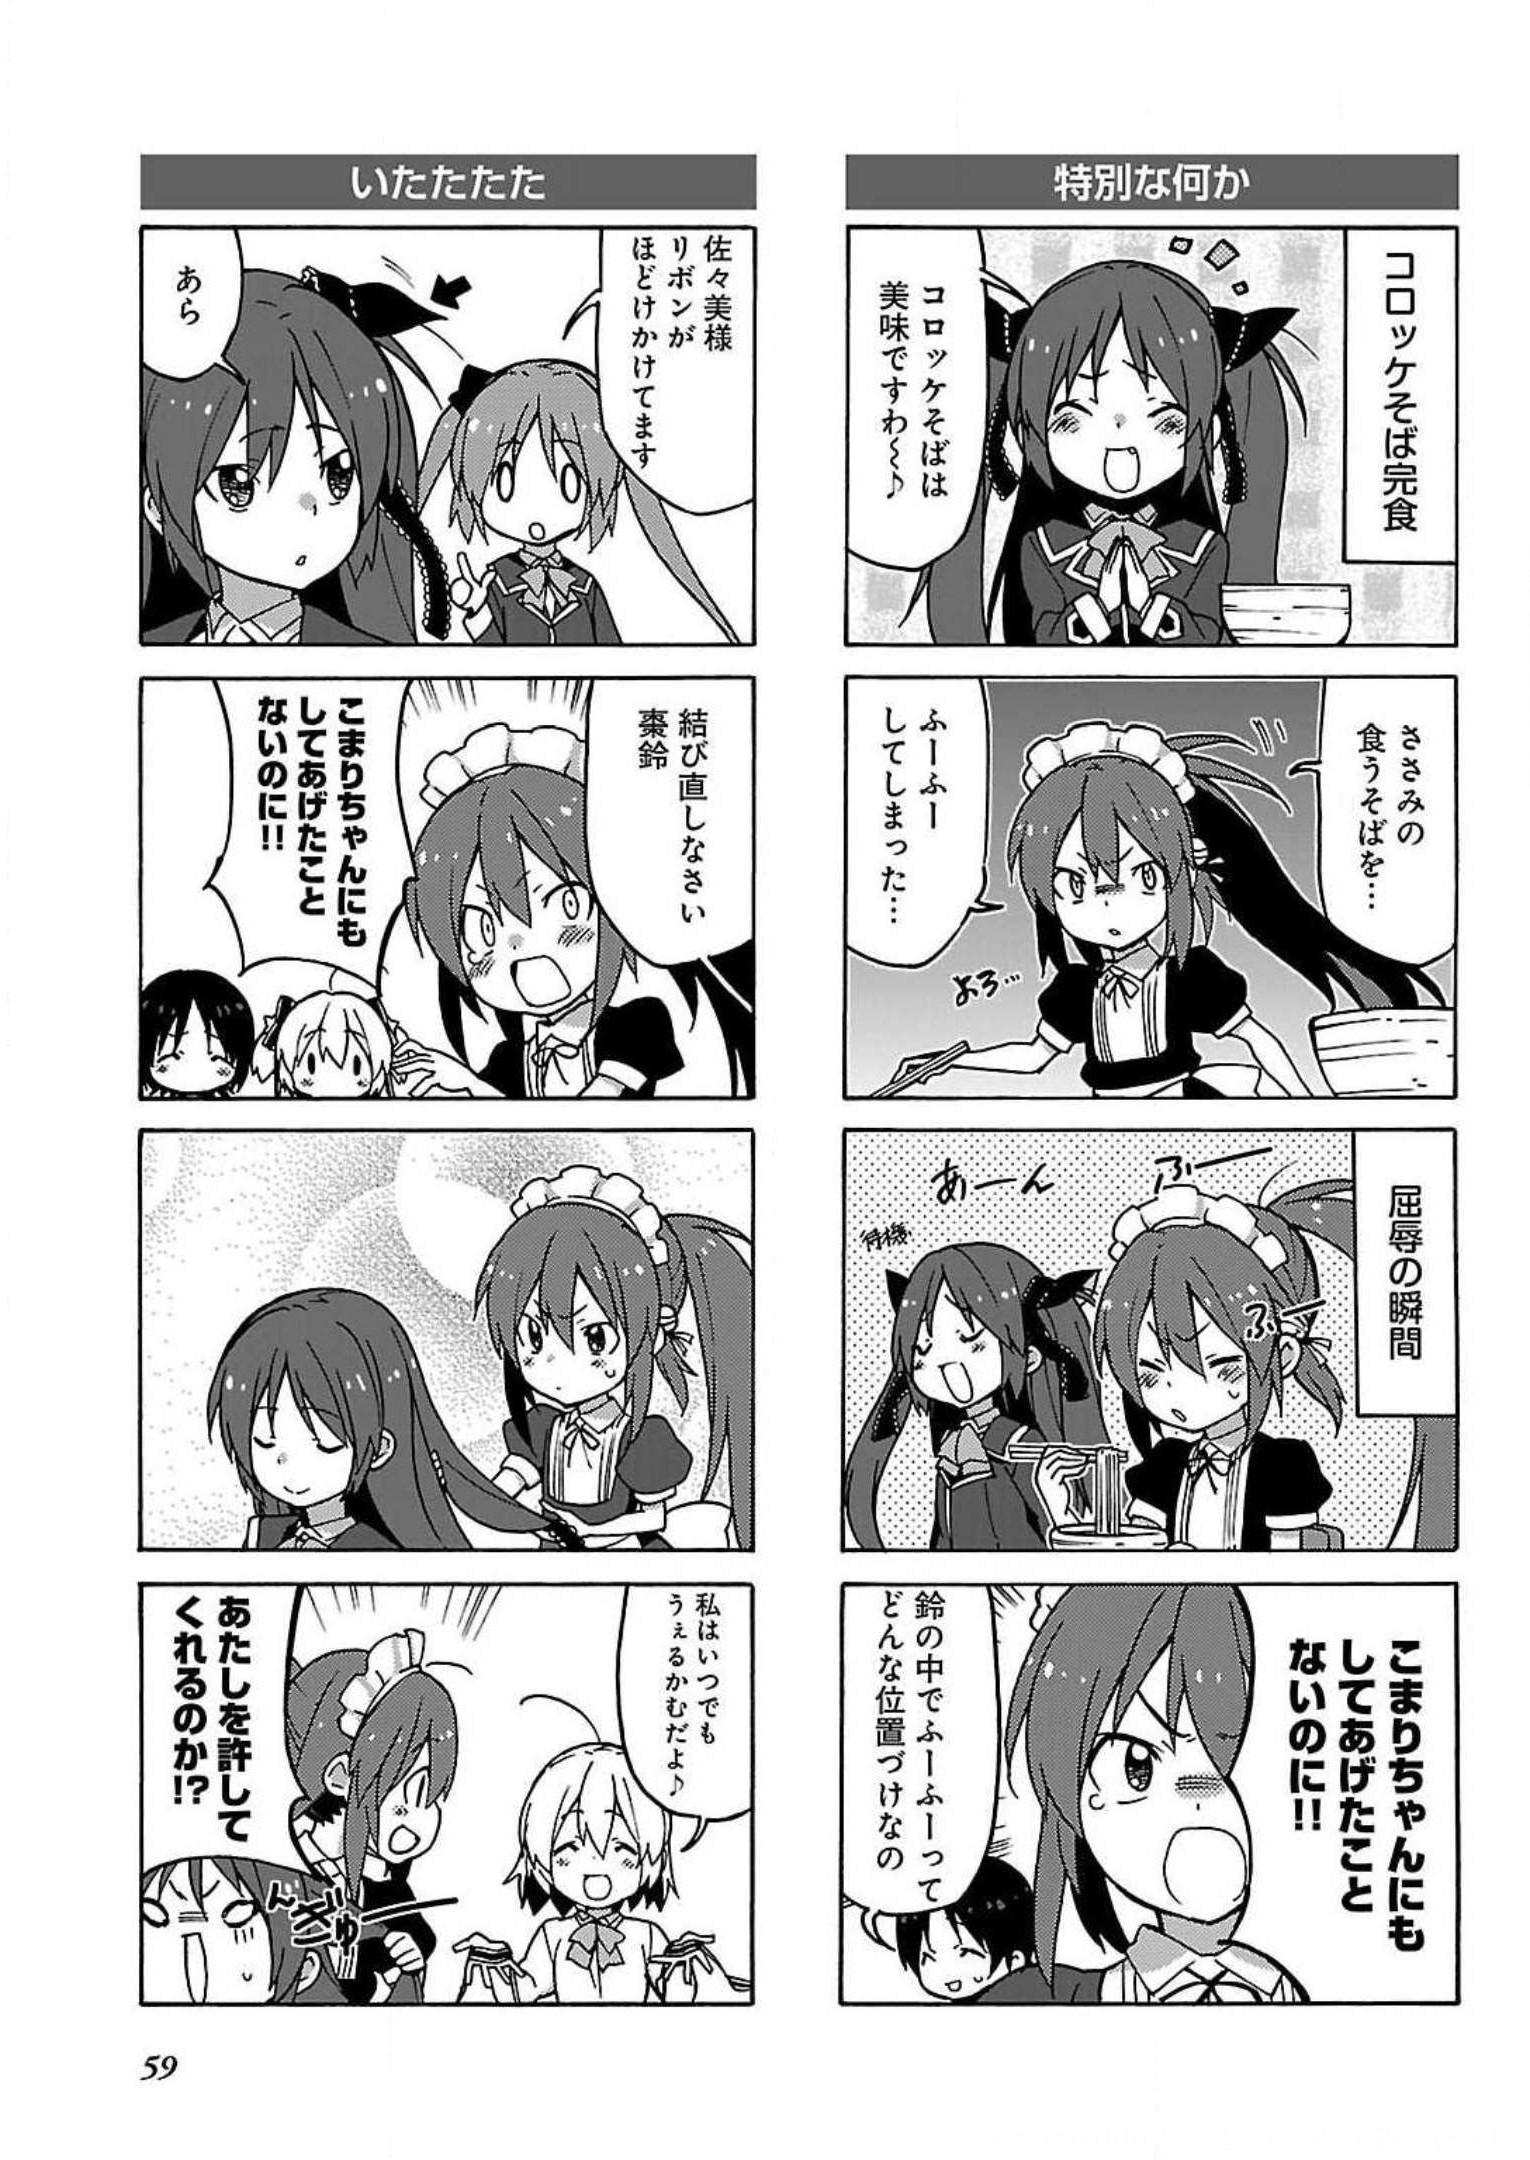 特別な何か
コロッケそば完食
コロッケそばは
美味ですわ～♪
ささみの
食うそばを…
ふーふー
してしまった…
よろ…
屈辱の瞬間
ふー
ふー
あーん
待機
こまりちゃんにも
してあげたこと
ないのに!!
鈴の中でふーふーって
どんな位置づけなの
いたたたた
佐々美様
リボンが
ほどけかけてます
あら
結び直しなさい
棗鈴
こまりちゃんにも
してあげたこと
ないのに!!
私はいつでも
うぇるかむだよ♪
あたしを許して
くれるのか!?
ぎゅー
んぎ
59